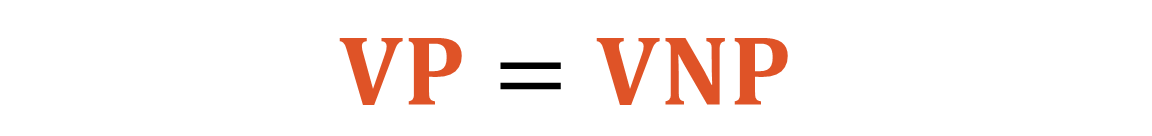 VP = VNP